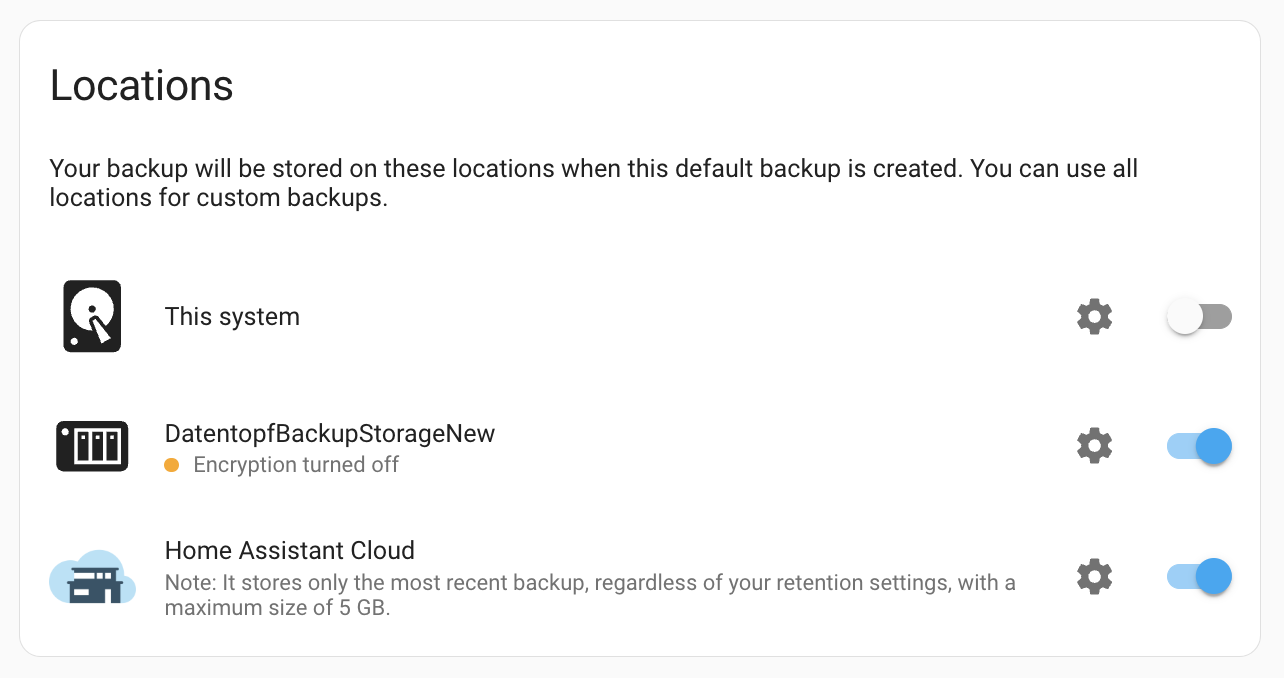 Locations
Your backup will be stored on these locations when this default backup is created. You can use all
locations for custom backups.
This system
DatentopfBackupStorageNew
Encryption turned off
Home Assistant Cloud
Note: It stores only the most recent backup, regardless of your retention settings, with a
maximum size of 5 GB.